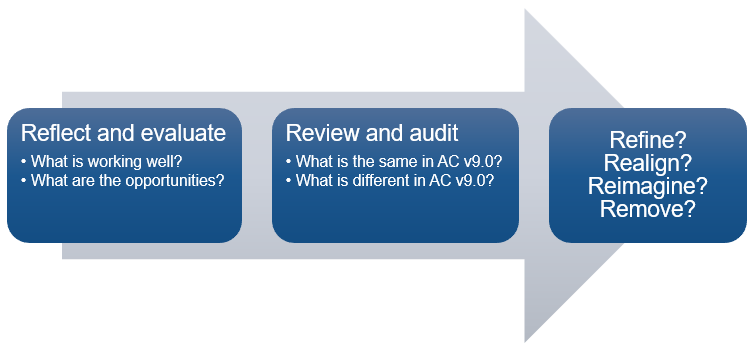 Reflect and evaluate
• What is working well?
• What are the opportunities?
Review and audit
• What is the same in AC v9.0?
• What is different in AC v9.0?
Refine?
Realign?
Reimagine?
Remove?